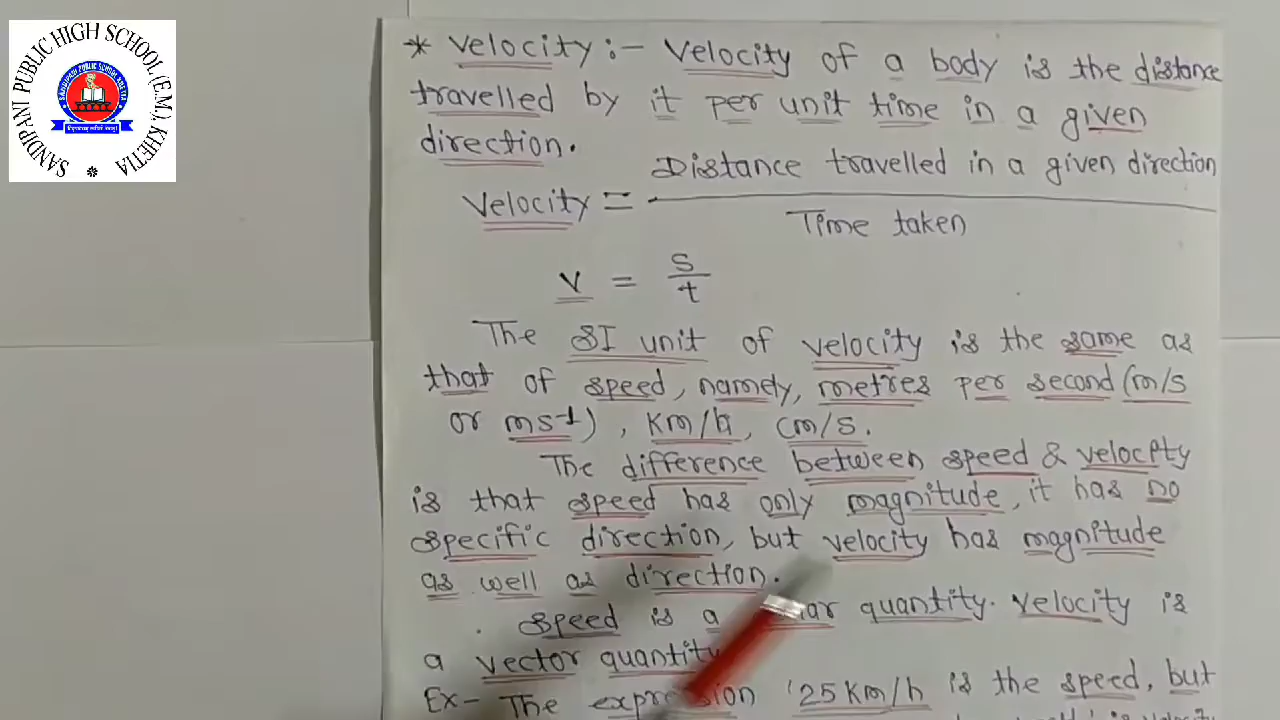 SANDIPANI PUBLIC HIGH SCHOOL (E.M.), KHETIA
* Velocity :- Velocity of a body is the distance
travelled by it per unit time in a given
direction.
Distance travelled in a given direction
Velocity =
Time taken
v = s/t
The SI unit of velocity is the same as
that of speed, namely, metres per second (m/s
or ms-1), Km/h, cm/s.
The difference between speed & velocity
is that speed has only magnitude, it has no
specific direction, but velocity has magnitude
as well as direction.
Speed is a quantity. Velocity is
a vector quantity
Ex- The expression '25 Km/h is the speed, but